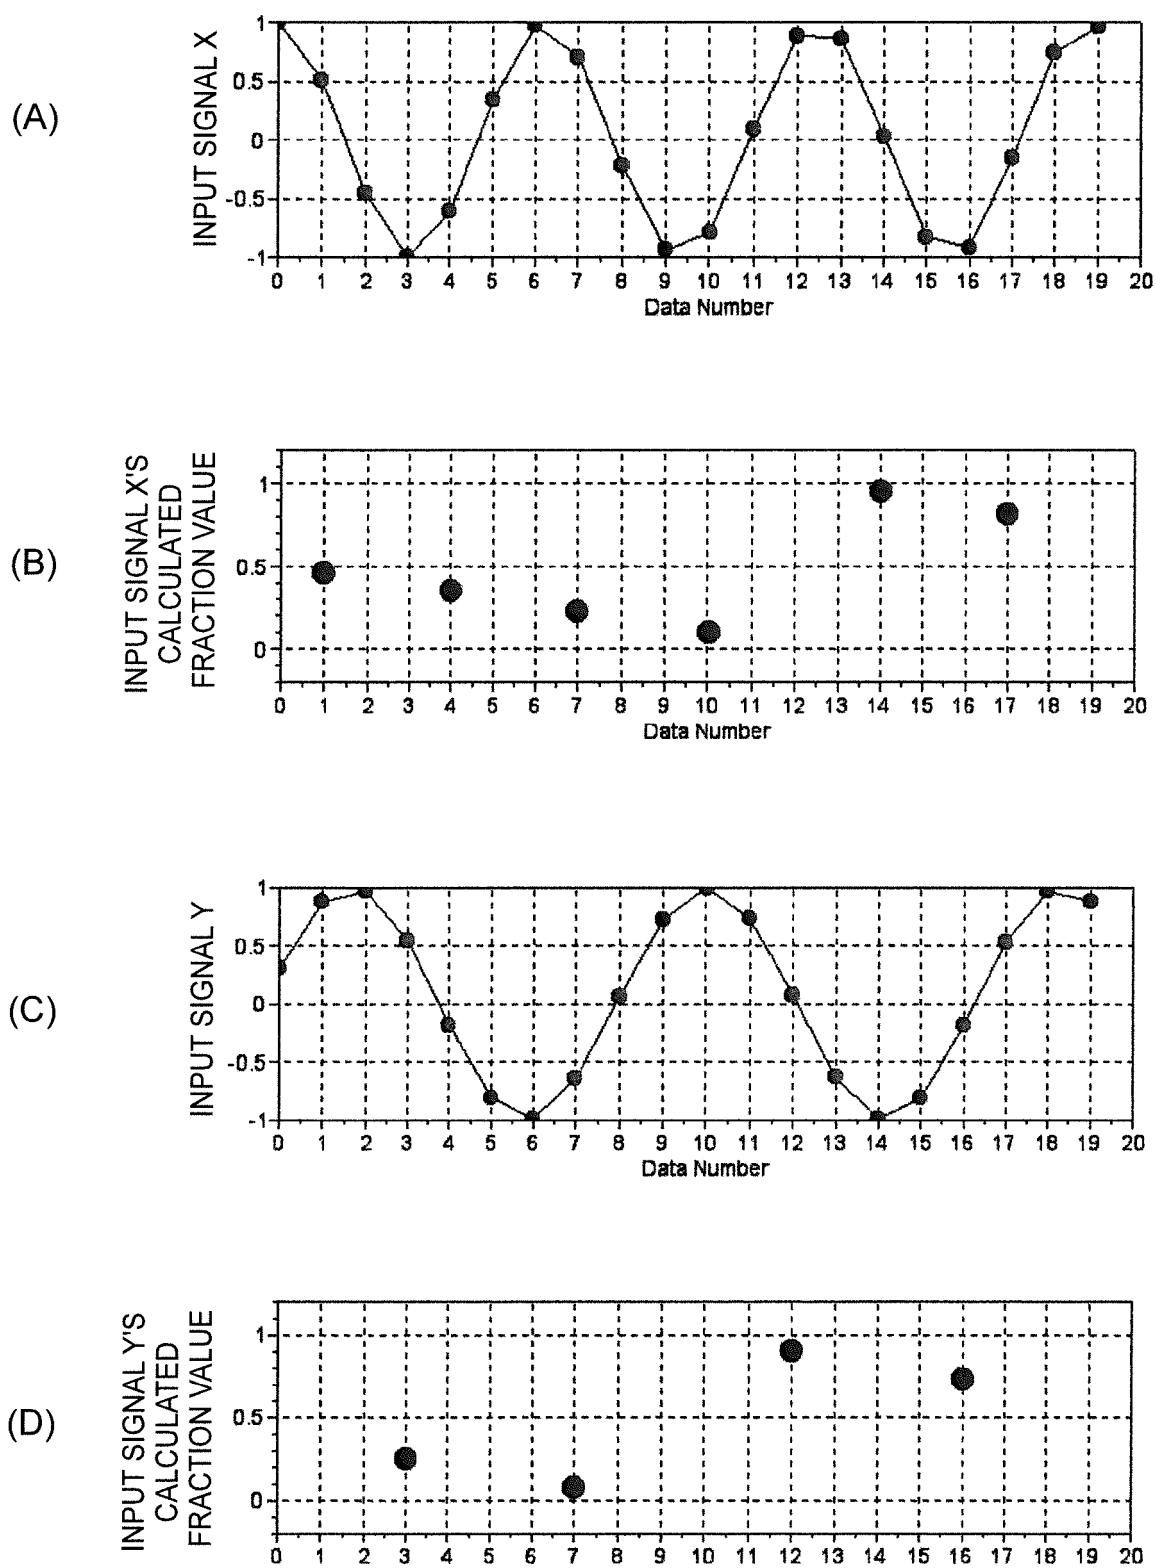 (A)
INPUT SIGNAL X
1
0.5
0
-0.5
-1
0 1 2 3 4 5 6 7 8 9 10 11 12 13 14 15 16 17 18 19 20
Data Number
(B)
INPUT SIGNAL X'S
CALCULATED
FRACTION VALUE
1
0.5
0
0 1 2 3 4 5 6 7 8 9 10 11 12 13 14 15 16 17 18 19 20
Data Number
(C)
INPUT SIGNAL Y
1
0.5
0
-0.5
-1
0 1 2 3 4 5 6 7 8 9 10 11 12 13 14 15 16 17 18 19 20
Data Number
(D)
INPUT SIGNAL Y'S
CALCULATED
FRACTION VALUE
1
0.5
0
0 1 2 3 4 5 6 7 8 9 10 11 12 13 14 15 16 17 18 19 20